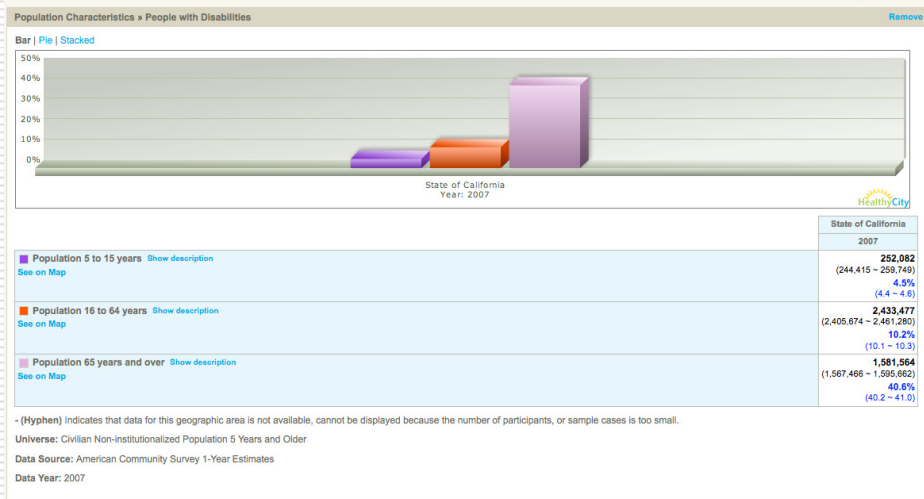 Population Characteristics » People with Disabilities
Remove
Bar | Pie | Stacked
50%
40%
30%
20%
10%
0%
State of California
Year: 2007
HealthyCity
State of California
2007
Population 5 to 15 years Show description
See on Map
252,082
(244,415 ~ 259,749)
4.5%
(4.4 ~ 4.6)
Population 16 to 64 years Show description
See on Map
2,433,477
(2,405,674 ~ 2,461,280)
10.2%
(10.1 ~ 10.3)
Population 65 years and over Show description
See on Map
1,581,564
(1,567,466 ~ 1,595,662)
40.6%
(40.2 ~ 41.0)
- (Hyphen) Indicates that data for this geographic area is not available, cannot be displayed because the number of participants, or sample cases is too small.
Universe: Civilian Non-institutionalized Population 5 Years and Older
Data Source: American Community Survey 1-Year Estimates
Data Year: 2007